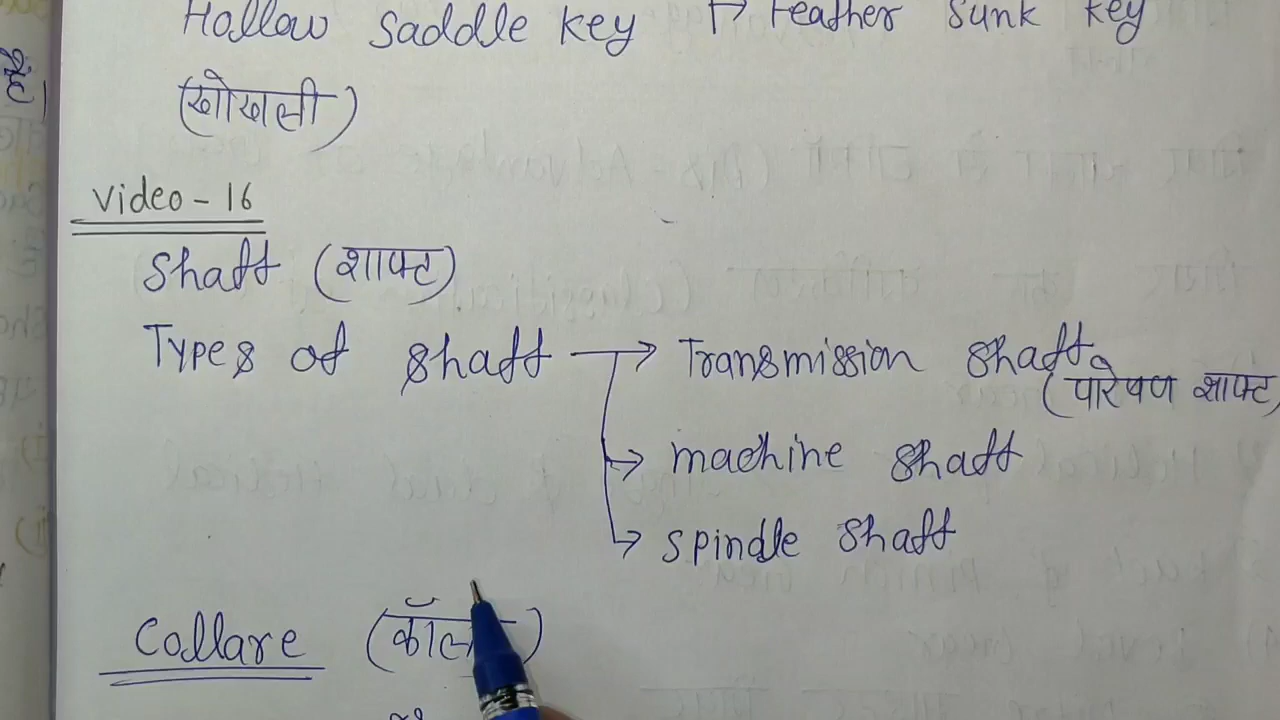 Hollow Saddle Key → Feather Sunk Key
(खोखली)
Video - 16
Shaft (शाफ्ट)
Types of shaft → Transmission shaft
(पारेषण शाफ्ट)
→ machine shaft
→ spindle shaft
Collare
है।